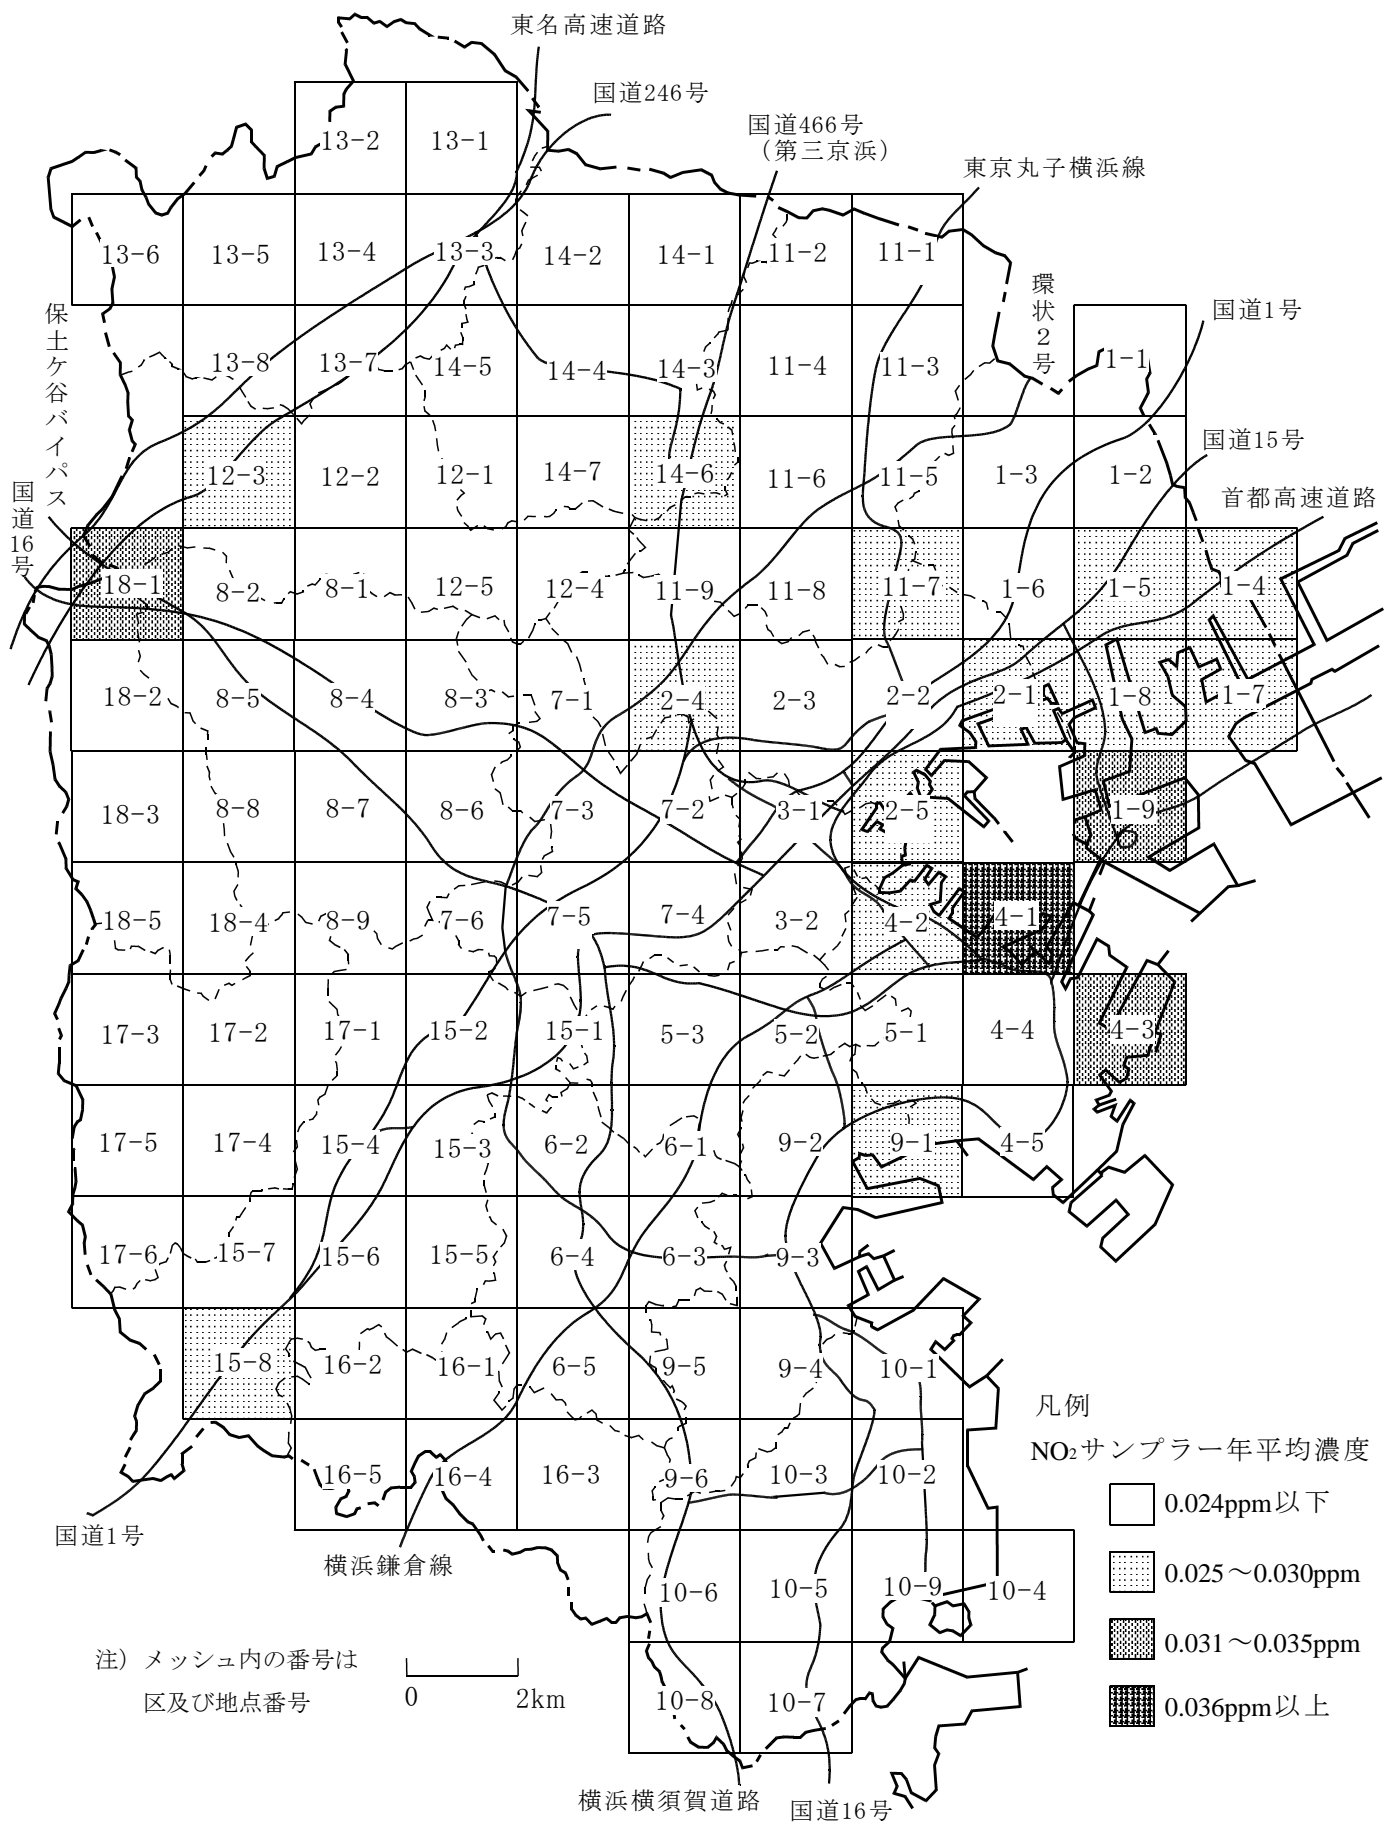 東名高速道路
国道246号
国道466号
（第三京浜）
東京丸子横浜線
13-2 13-1
13-6 13-5 13-4 13-3 14-2 14-1 11-2 11-1
保土ケ谷バイパス
環状2号
国道1号
13-8 13-7 14-5 14-4 14-3 11-4 11-3 1-1
国道15号
12-3 12-2 12-1 14-7 14-6 11-6 11-5 1-3 1-2
国道16号
首都高速道路
18-1 8-2 8-1 12-5 12-4 11-9 11-8 11-7 1-6 1-5 1-4
18-2 8-5 8-4 8-3 7-1 2-4 2-3 2-2 2-1 1-8 1-7
18-3 8-8 8-7 8-6 7-3 7-2 3-1 2-5 1-9
18-5 18-4 8-9 7-6 7-5 7-4 3-2 4-2 4-1
17-3 17-2 17-1 15-2 15-1 5-3 5-2 5-1 4-4 4-3
17-5 17-4 15-4 15-3 6-2 6-1 9-2 9-1 4-5
17-6 15-7 15-6 15-5 6-4 6-3 9-3
15-8 16-2 16-1 6-5 9-5 9-4 10-1
16-5 16-4 16-3 9-6 10-3 10-2
国道1号
横浜鎌倉線
10-6 10-5 10-9 10-4
10-8 10-7
横浜横須賀道路
国道16号
凡例
NO₂サンプラー年平均濃度
0.024ppm以下
0.025～0.030ppm
0.031～0.035ppm
0.036ppm以上
注）メッシュ内の番号は
区及び地点番号
0 2km